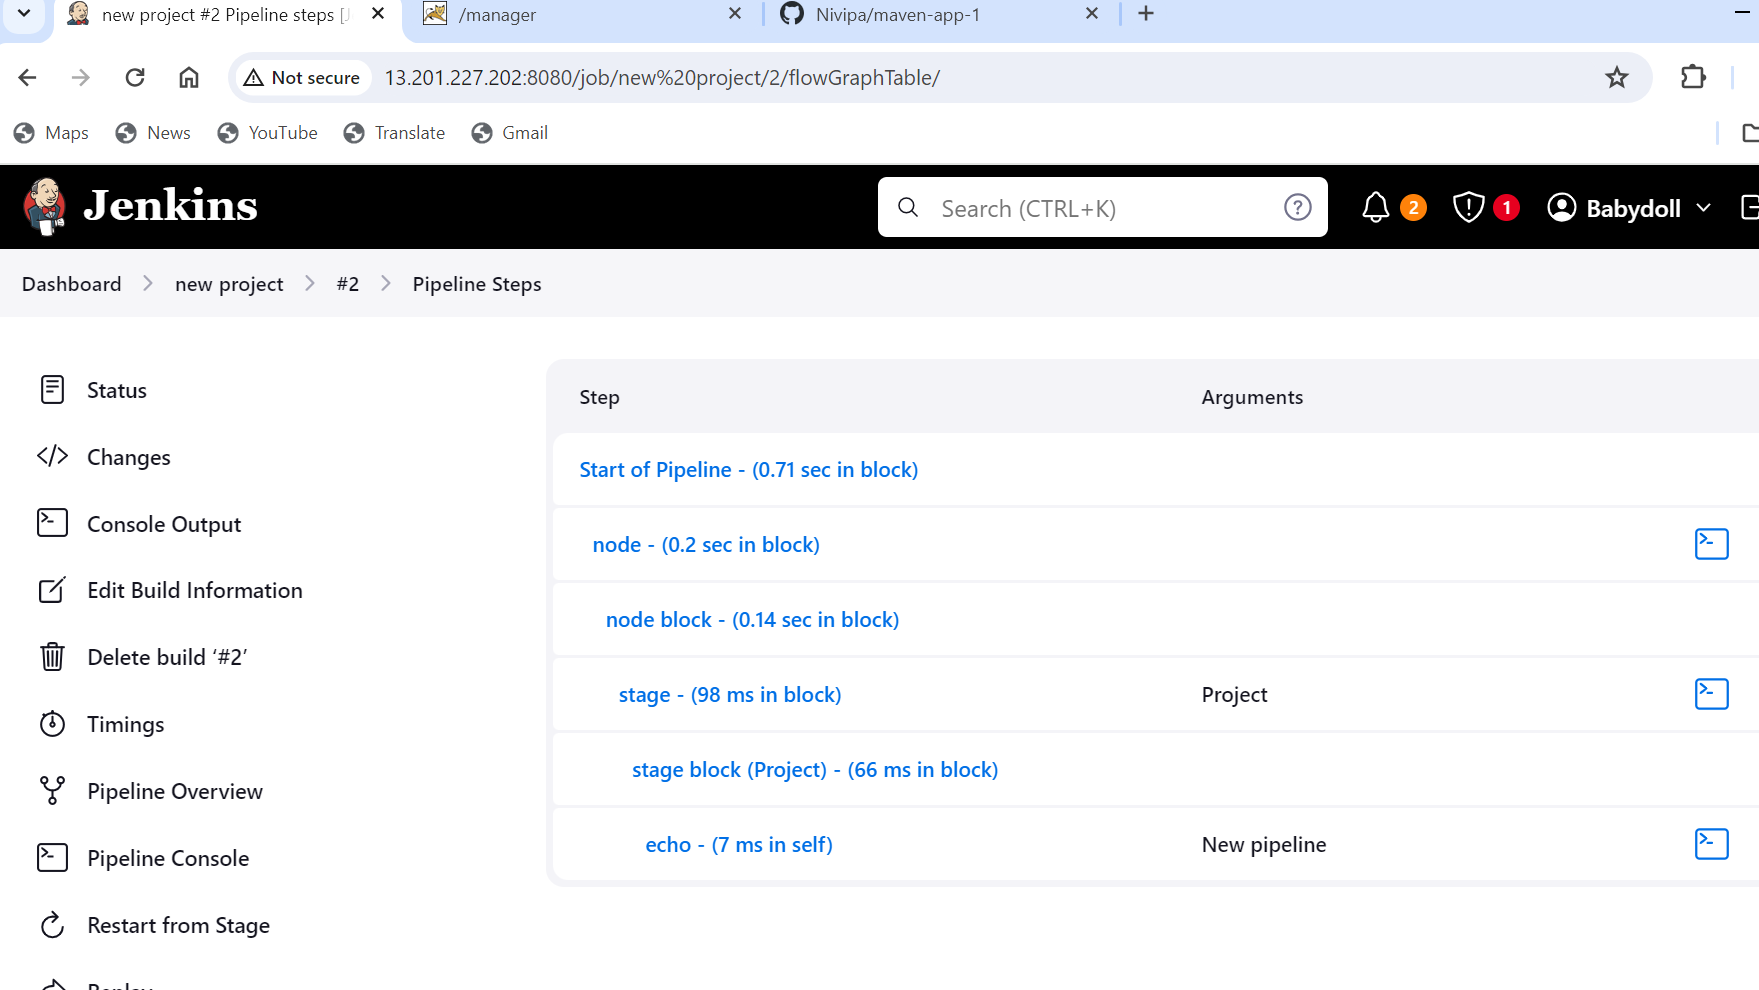 new project #2 Pipeline steps [J
/manager
Nivipa/maven-app-1
Not secure
13.201.227.202:8080/job/new%20project/2/flowGraphTable/
Maps
News
YouTube
Translate
Gmail
Jenkins
Search (CTRL+K)
2
1
Babydoll
Dashboard
new project
#2
Pipeline Steps
Status
Changes
Console Output
Edit Build Information
Delete build ‘#2’
Timings
Pipeline Overview
Pipeline Console
Restart from Stage
Replay
Step Arguments
Start of Pipeline - (0.71 sec in block)
node - (0.2 sec in block)
node block - (0.14 sec in block)
stage - (98 ms in block) Project
stage block (Project) - (66 ms in block)
echo - (7 ms in self) New pipeline